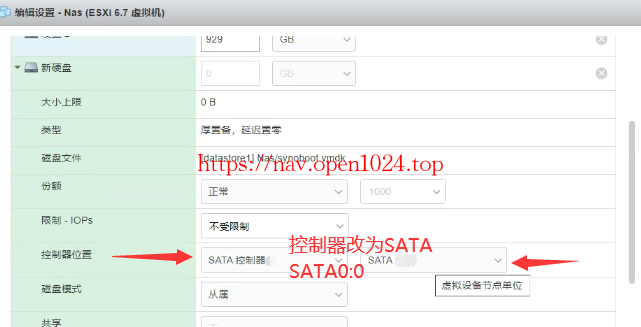 编辑设置 - Nas (ESXi 6.7 虚拟机)
929 GB
新硬盘 0 GB
大小上限 0 B
类型 厚置备，延迟置零
磁盘文件 [datastore1] Nas/synoboot.vmdk
https://nav.open1024.top
份额 正常 1000
限制 - IOPs 不受限制
控制器改为SATA
控制器位置 SATA 控制器 SATA
SATA0:0
虚拟设备节点单位
磁盘模式 从属
共享